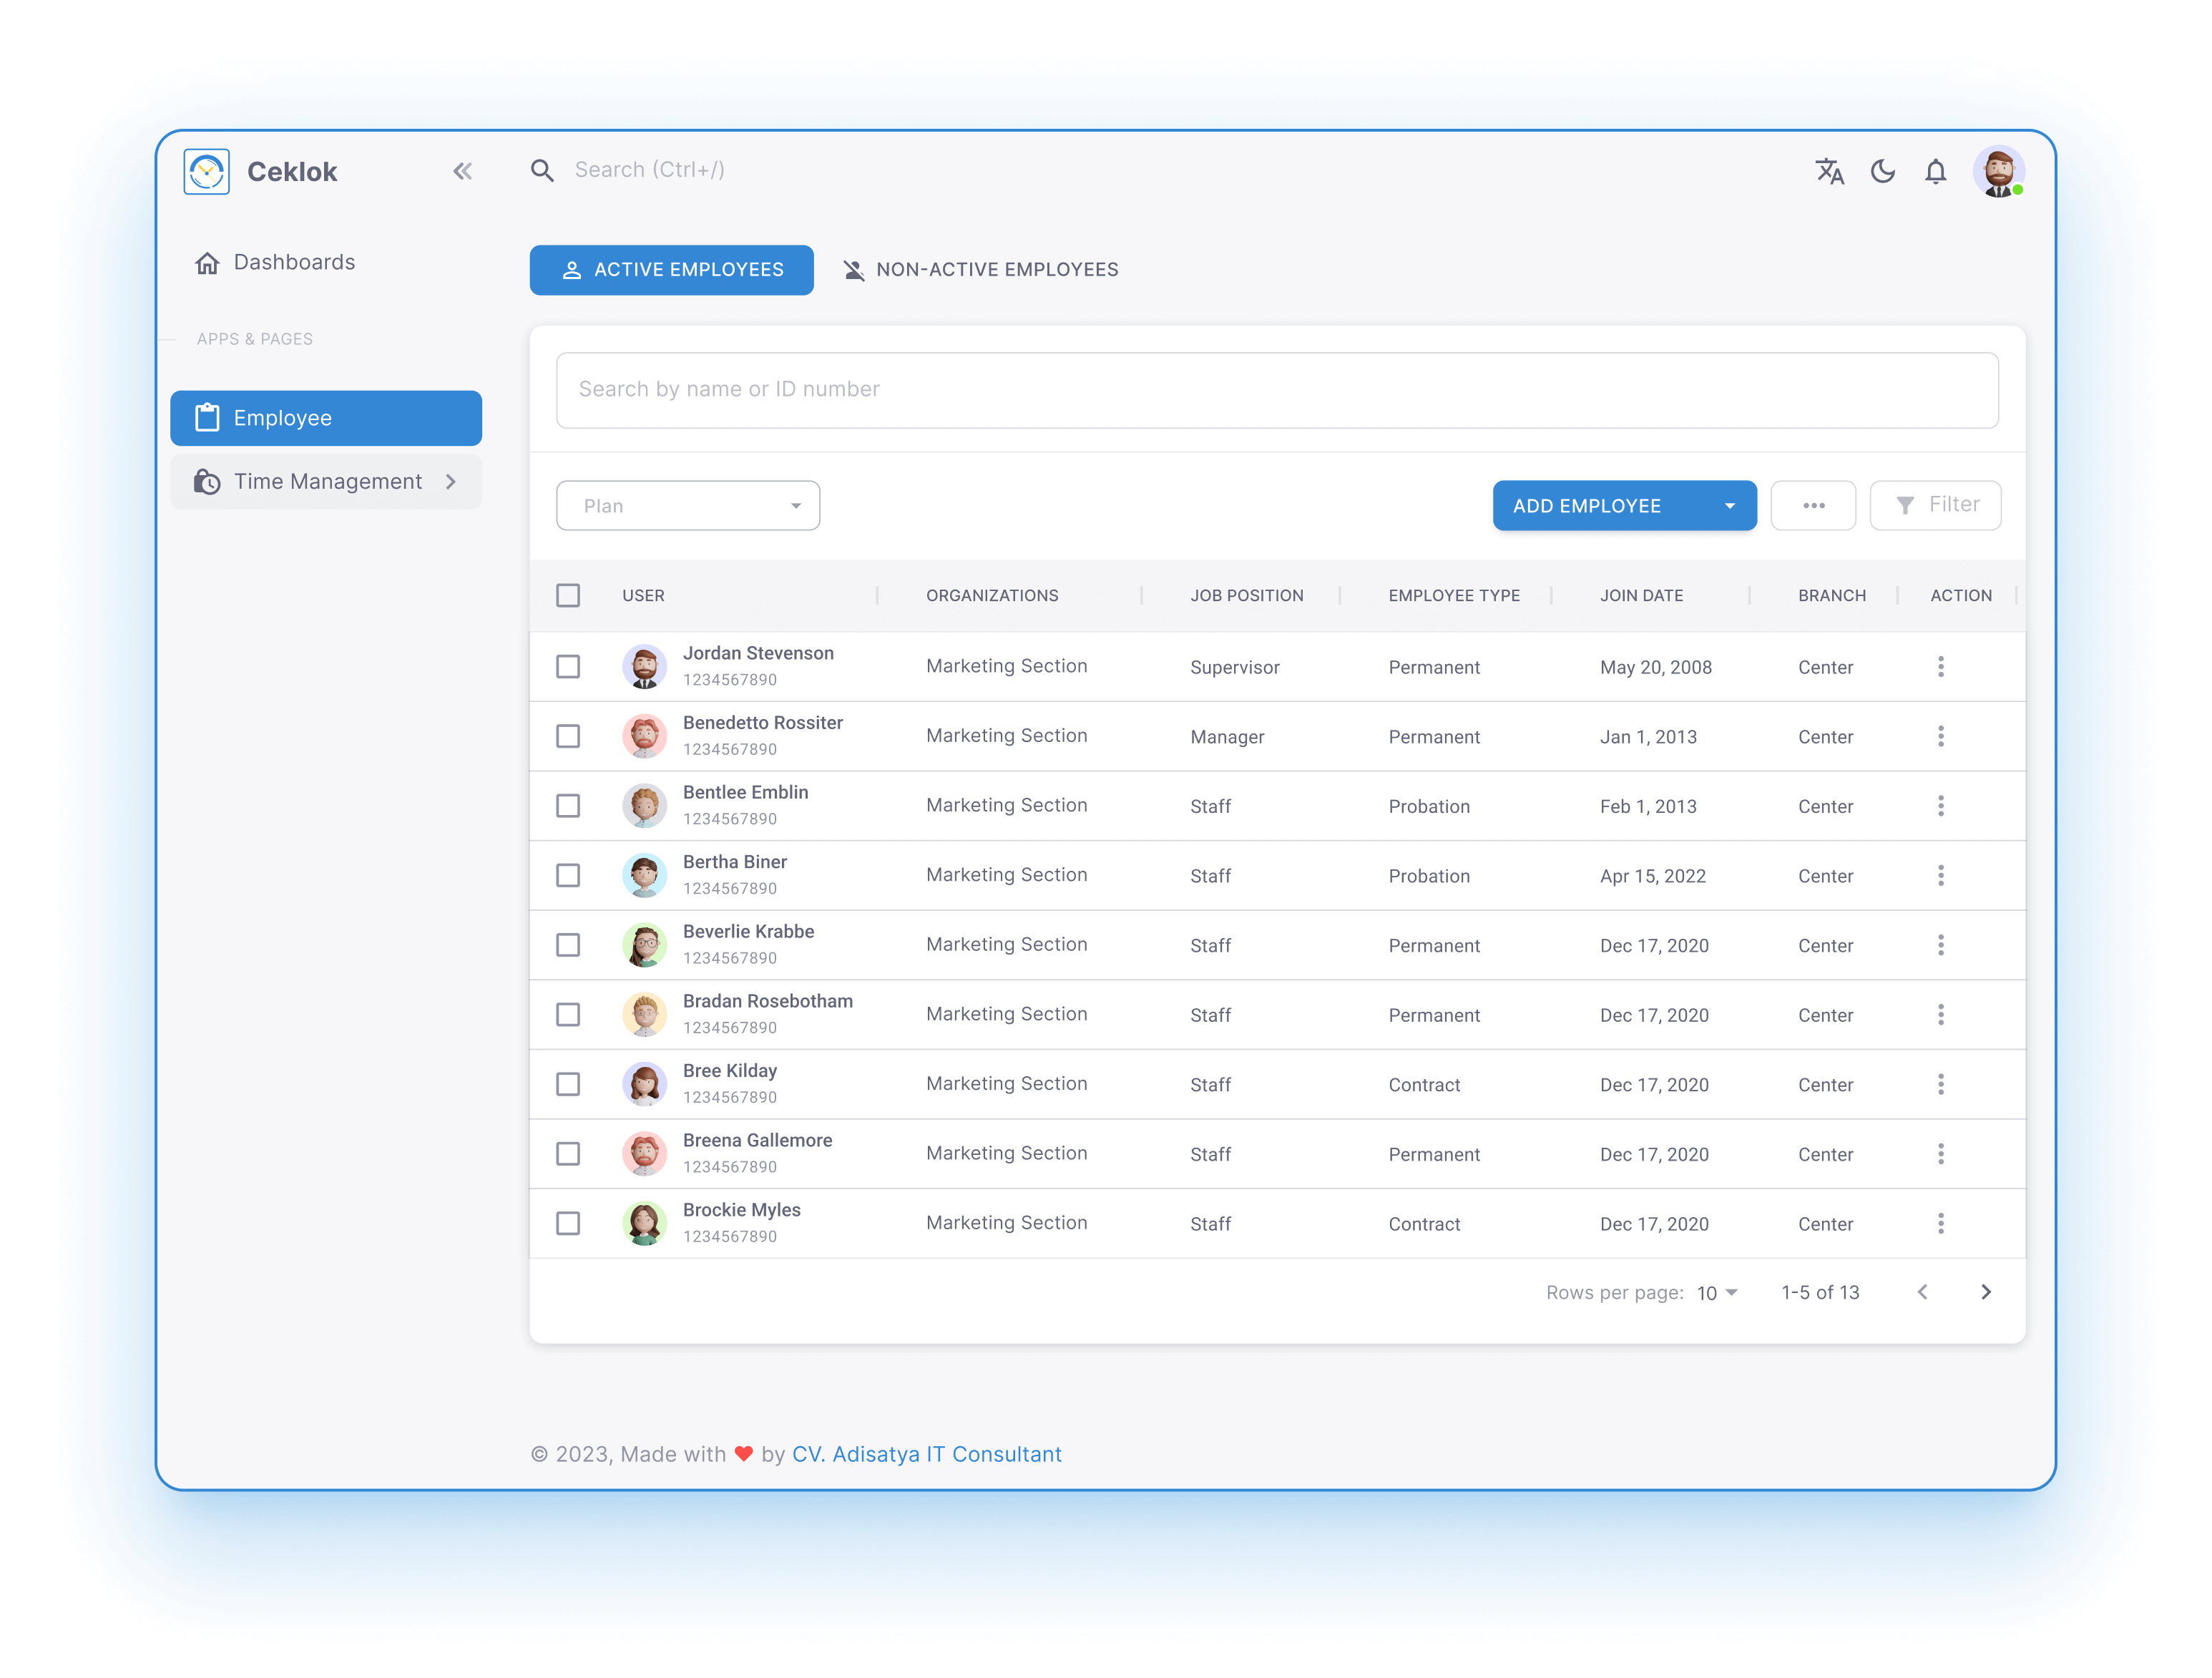 Ceklok
Search (Ctrl+/)
Dashboards
APPS & PAGES
Employee
Time Management
ACTIVE EMPLOYEES NON-ACTIVE EMPLOYEES
Search by name or ID number
Plan ADD EMPLOYEE Filter
USER ORGANIZATIONS JOB POSITION EMPLOYEE TYPE JOIN DATE BRANCH ACTION
Jordan Stevenson
1234567890
Marketing Section Supervisor Permanent May 20, 2008 Center
Benedetto Rossiter
1234567890
Marketing Section Manager Permanent Jan 1, 2013 Center
Bentlee Emblin
1234567890
Marketing Section Staff Probation Feb 1, 2013 Center
Bertha Biner
1234567890
Marketing Section Staff Probation Apr 15, 2022 Center
Beverlie Krabbe
1234567890
Marketing Section Staff Permanent Dec 17, 2020 Center
Bradan Rosebotham
1234567890
Marketing Section Staff Permanent Dec 17, 2020 Center
Bree Kilday
1234567890
Marketing Section Staff Contract Dec 17, 2020 Center
Breena Gallemore
1234567890
Marketing Section Staff Permanent Dec 17, 2020 Center
Brockie Myles
1234567890
Marketing Section Staff Contract Dec 17, 2020 Center
Rows per page: 10 1-5 of 13
© 2023, Made with ❤ by CV. Adisatya IT Consultant